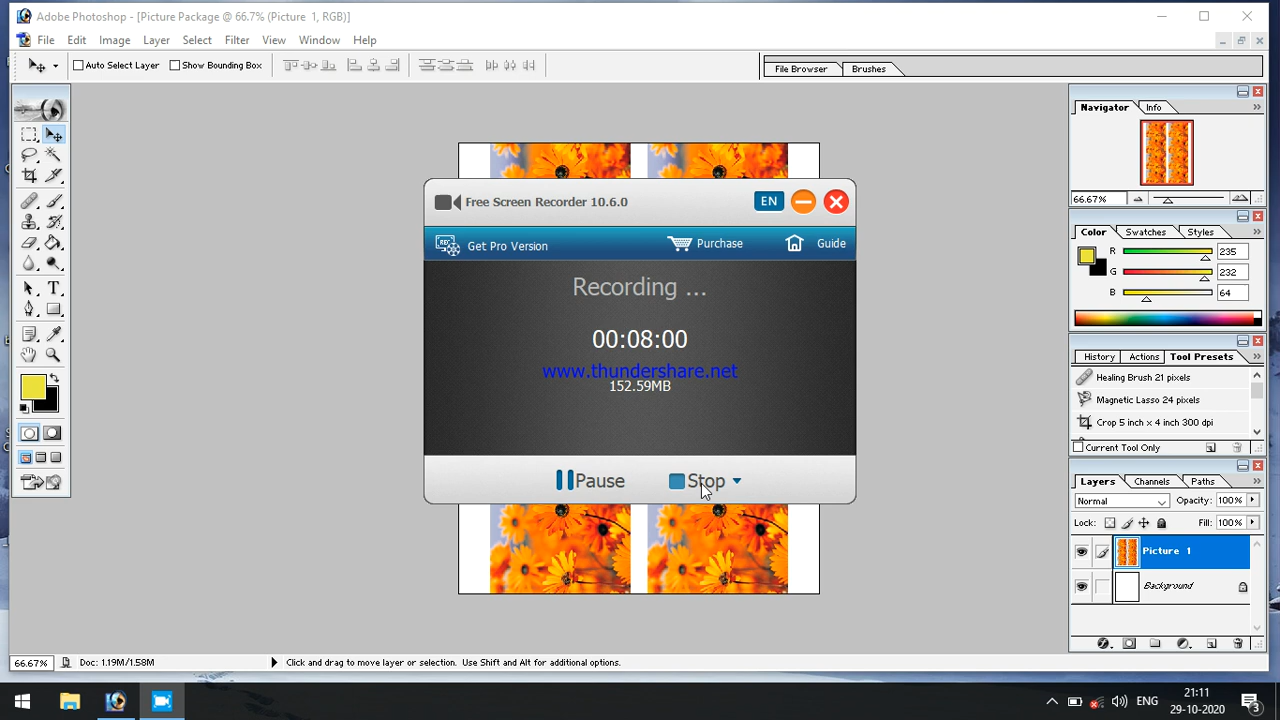 Adobe Photoshop - [Picture Package @ 66.7% (Picture 1, RGB)]
File Edit Image Layer Select Filter View Window Help
Auto Select Layer Show Bounding Box
File Browser Brushes
Navigator Info
66.67%
Color Swatches Styles
R 235
G 232
B 64
History Actions Tool Presets
Healing Brush 21 pixels
Magnetic Lasso 24 pixels
Crop 5 inch x 4 inch 300 dpi
Current Tool Only
Layers Channels Paths
Normal Opacity: 100%
Lock: Fill: 100%
Picture 1
Background
Free Screen Recorder 10.6.0 EN
REC Get Pro Version Purchase Guide
Recording ...
00:08:00
www.thundershare.net
152.59MB
Pause Stop
66.67% Doc: 1.19M/1.58M Click and drag to move layer or selection. Use Shift and Alt for additional options.
ENG
21:11
29-10-2020
3